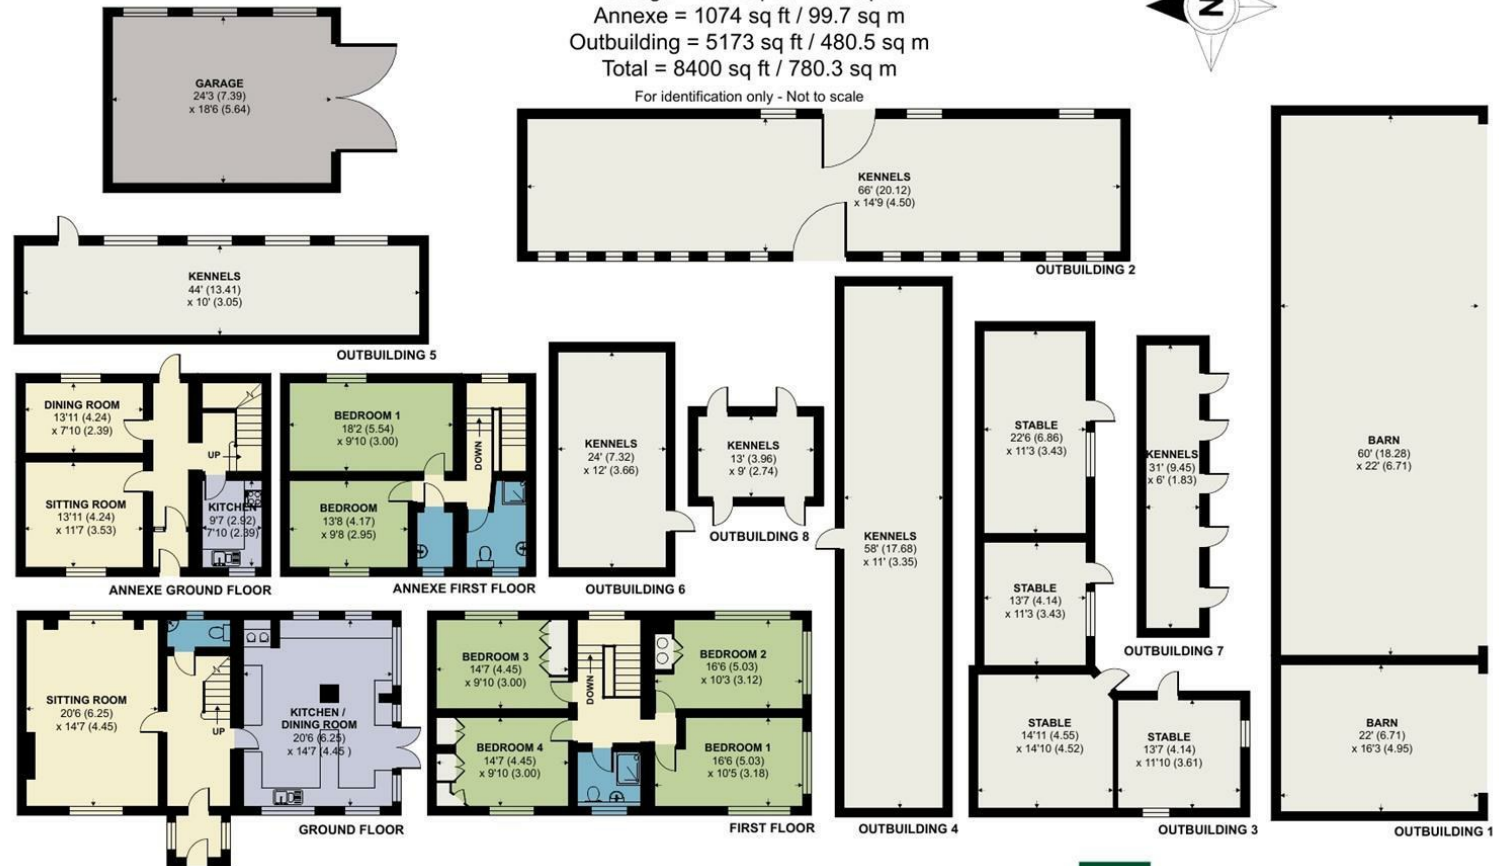 Annexe = 1074 sq ft / 99.7 sq m
Outbuilding = 5173 sq ft / 480.5 sq m
Total = 8400 sq ft / 780.3 sq m
For identification only - Not to scale
N
GARAGE
24'3 (7.39)
x 18'6 (5.64)
KENNELS
66' (20.12)
x 14'9 (4.50)
OUTBUILDING 2
KENNELS
44' (13.41)
x 10' (3.05)
OUTBUILDING 5
DINING ROOM
13'11 (4.24)
x 7'10 (2.39)
SITTING ROOM
13'11 (4.24)
x 11'7 (3.53)
UP
KITCHEN
9'7 (2.92)
7'10 (2.39)
ANNEXE GROUND FLOOR
BEDROOM 1
18'2 (5.54)
x 9'10 (3.00)
DOWN
BEDROOM
13'8 (4.17)
x 9'8 (2.95)
ANNEXE FIRST FLOOR
KENNELS
24' (7.32)
x 12' (3.66)
OUTBUILDING 6
KENNELS
13' (3.96)
x 9' (2.74)
OUTBUILDING 8
KENNELS
58' (17.68)
x 11' (3.35)
OUTBUILDING 4
STABLE
22'6 (6.86)
x 11'3 (3.43)
STABLE
13'7 (4.14)
x 11'3 (3.43)
STABLE
14'11 (4.55)
x 14'10 (4.52)
STABLE
13'7 (4.14)
x 11'10 (3.61)
OUTBUILDING 3
KENNELS
31' (9.45)
x 6' (1.83)
OUTBUILDING 7
BARN
60' (18.28)
x 22' (6.71)
BARN
22' (6.71)
x 16'3 (4.95)
OUTBUILDING 1
SITTING ROOM
20'6 (6.25)
x 14'7 (4.45)
UP
KITCHEN /
DINING ROOM
20'6 (6.25)
x 14'7 (4.45)
GROUND FLOOR
BEDROOM 3
14'7 (4.45)
x 9'10 (3.00)
DOWN
BEDROOM 2
16'6 (5.03)
x 10'3 (3.12)
BEDROOM 4
14'7 (4.45)
x 9'10 (3.00)
BEDROOM 1
16'6 (5.03)
x 10'5 (3.18)
FIRST FLOOR